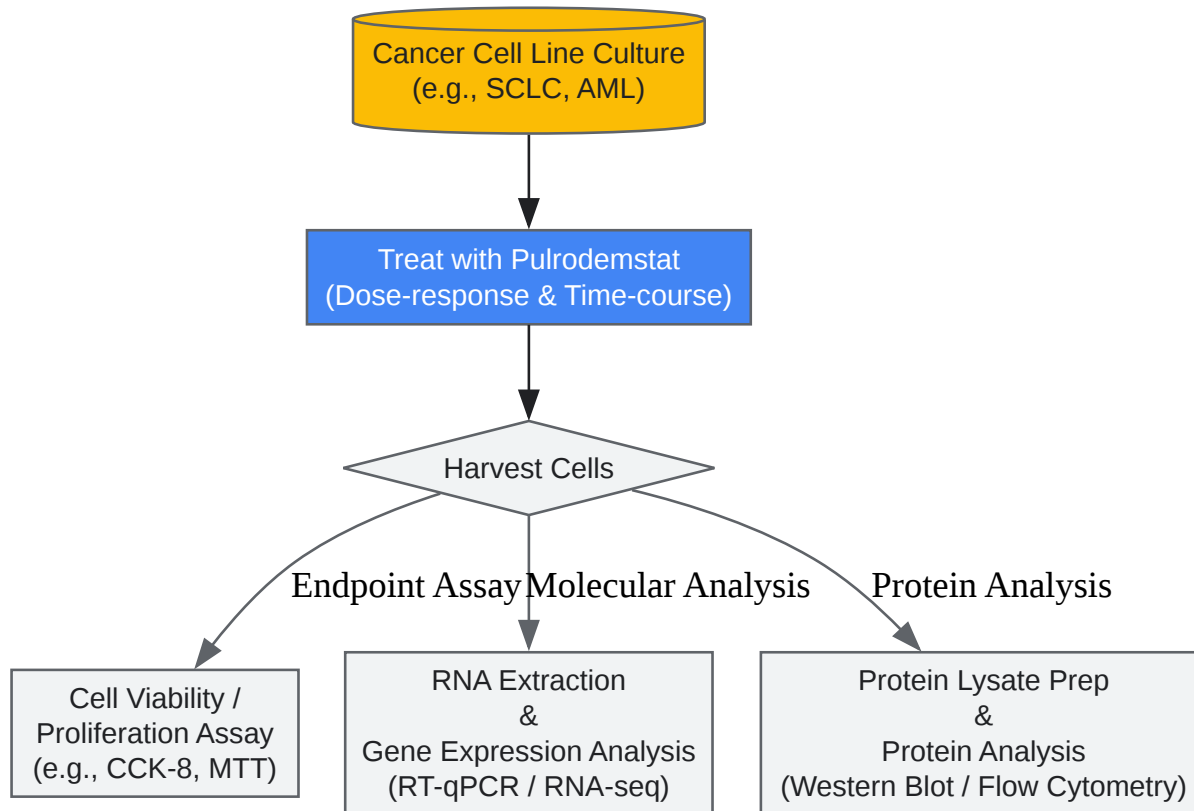 Cancer Cell Line Culture
(e.g., SCLC, AML)
Treat with Pulrodemstat
(Dose-response & Time-course)
Harvest Cells
Endpoint Assay
Molecular Analysis
Protein Analysis
Cell Viability /
Proliferation Assay
(e.g., CCK-8, MTT)
RNA Extraction
&
Gene Expression Analysis
(RT-qPCR / RNA-seq)
Protein Lysate Prep
&
Protein Analysis
(Western Blot / Flow Cytometry)